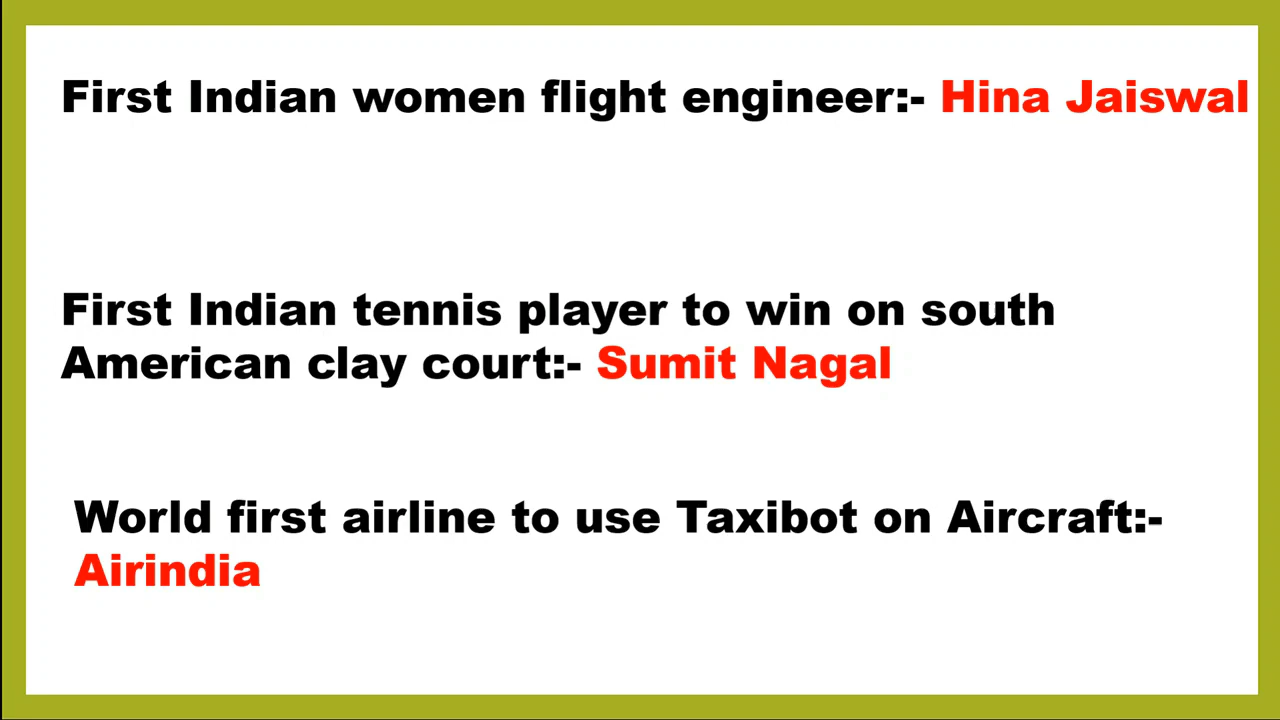 First Indian women flight engineer:- Hina Jaiswal
First Indian tennis player to win on south
American clay court:- Sumit Nagal
World first airline to use Taxibot on Aircraft:-
Airindia